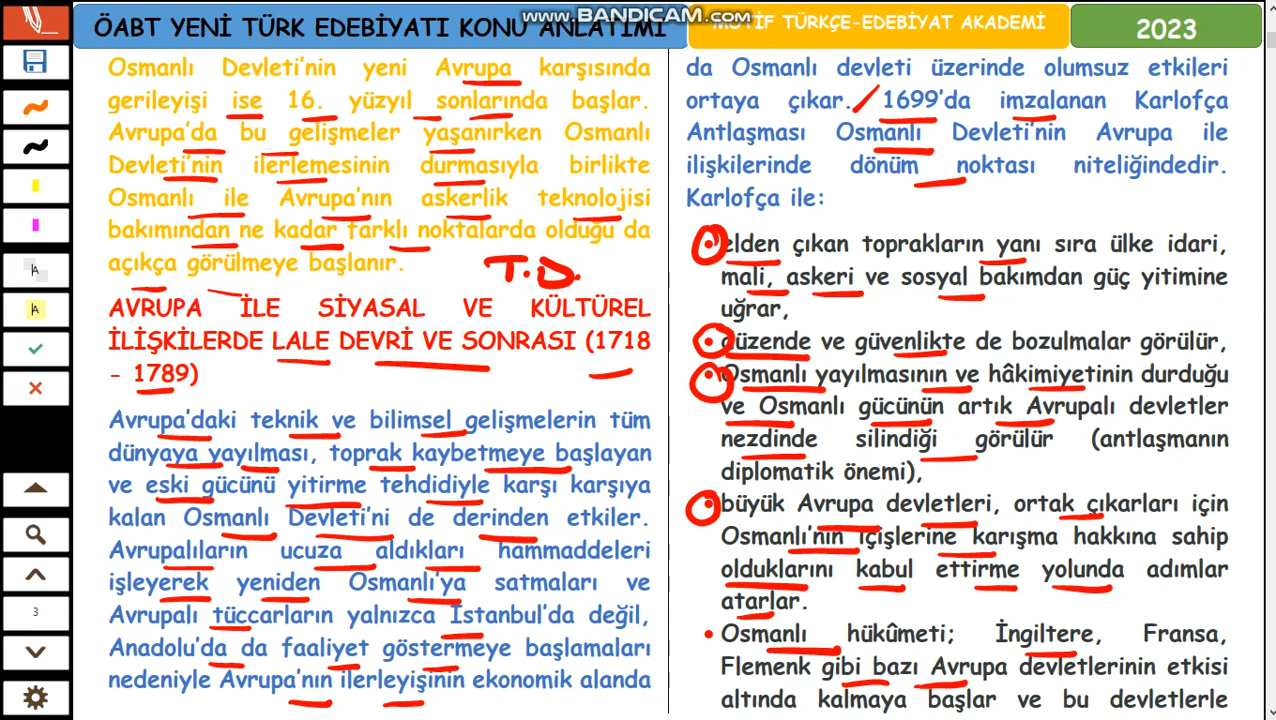 www.BANDICAM.com
ÖABT YENİ TÜRK EDEBİYATI KONU ANLATIMI
MOTİF TÜRKÇE-EDEBİYAT AKADEMİ
2023
Osmanlı Devleti’nin yeni Avrupa karşısında
gerileyişi ise 16. yüzyıl sonlarında başlar.
Avrupa’da bu gelişmeler yaşanırken Osmanlı
Devleti’nin ilerlemesinin durmasıyla birlikte
Osmanlı ile Avrupa’nın askerlik teknolojisi
bakımından ne kadar farklı noktalarda olduğu da
açıkça görülmeye başlanır.
T.D.
AVRUPA İLE SİYASAL VE KÜLTÜREL
İLİŞKİLERDE LALE DEVRİ VE SONRASI (1718
- 1789)
Avrupa’daki teknik ve bilimsel gelişmelerin tüm
dünyaya yayılması, toprak kaybetmeye başlayan
ve eski gücünü yitirme tehdidiyle karşı karşıya
kalan Osmanlı Devleti’ni de derinden etkiler.
Avrupalıların ucuza aldıkları hammaddeleri
işleyerek yeniden Osmanlı’ya satmaları ve
Avrupalı tüccarların yalnızca İstanbul’da değil,
Anadolu’da da faaliyet göstermeye başlamaları
nedeniyle Avrupa’nın ilerleyişinin ekonomik alanda
da Osmanlı devleti üzerinde olumsuz etkileri
ortaya çıkar. 1699’da imzalanan Karlofça
Antlaşması Osmanlı Devleti’nin Avrupa ile
ilişkilerinde dönüm noktası niteliğindedir.
Karlofça ile:
• elden çıkan toprakların yanı sıra ülke idari,
mali, askeri ve sosyal bakımdan güç yitimine
uğrar,
• düzende ve güvenlikte de bozulmalar görülür,
• Osmanlı yayılmasının ve hâkimiyetinin durduğu
ve Osmanlı gücünün artık Avrupalı devletler
nezdinde silindiği görülür (antlaşmanın
diplomatik önemi),
• büyük Avrupa devletleri, ortak çıkarları için
Osmanlı’nin içişlerine karışma hakkına sahip
olduklarını kabul ettirme yolunda adımlar
atarlar.
• Osmanlı hükûmeti; İngiltere, Fransa,
Flemenk gibi bazı Avrupa devletlerinin etkisi
altında kalmaya başlar ve bu devletlerle
3